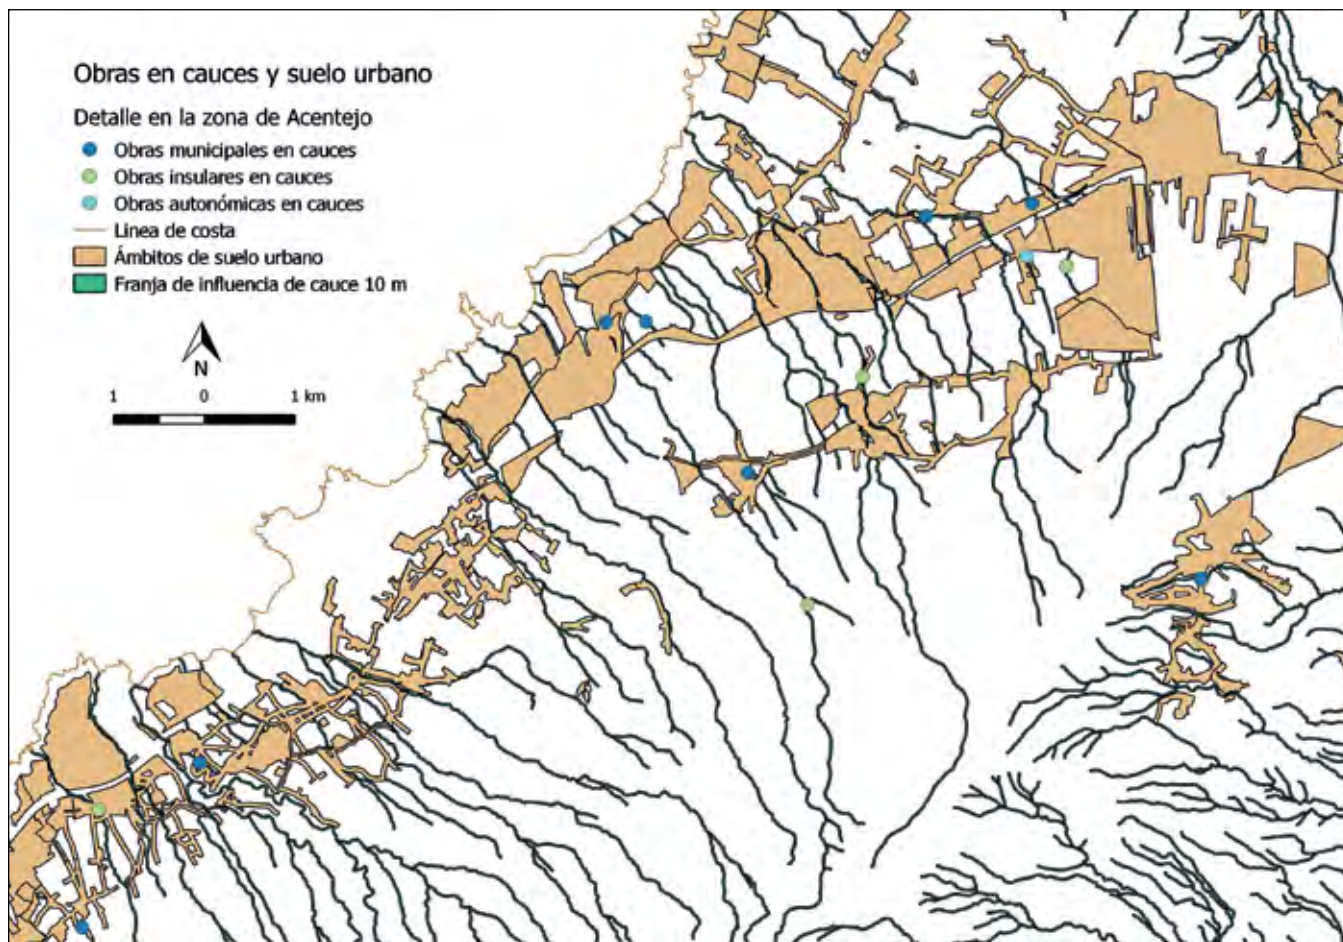 Obras en cauces y suelo urbano
Detalle en la zona de Acentejo
Obras municipales en cauces
Obras insulares en cauces
Obras autonómicas en cauces
Linea de costa
Ámbitos de suelo urbano
Franja de influencia de cauce 10 m
N
1 0 1 km